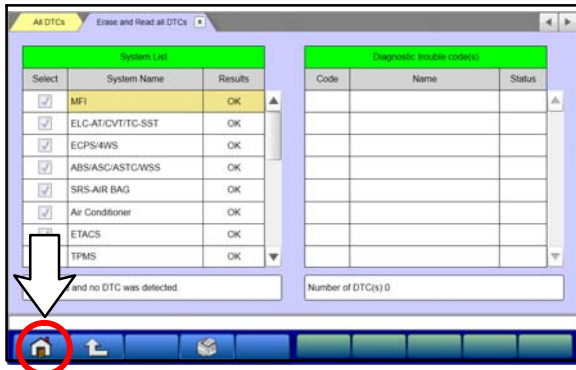 All DTCs Erase and Read all DTCs x
System List
Select System Name Results
MFI OK
ELC-AT/CVT/TC-SST OK
ECPS/4WS OK
ABS/ASC/ASTC/WSS OK
SRS-AIR BAG OK
Air Conditioner OK
ETACS OK
TPMS OK
and no DTC was detected.
Diagnostic trouble code(s)
Code Name Status
Number of DTC(s) 0